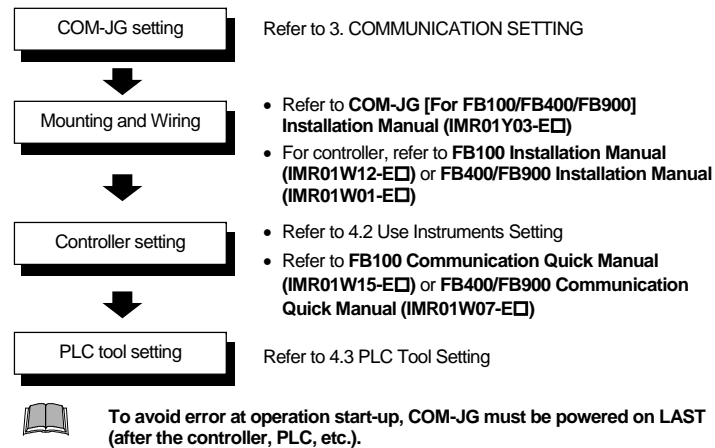 COM-JG setting
Refer to 3. COMMUNICATION SETTING
Mounting and Wiring
• Refer to COM-JG [For FB100/FB400/FB900]
Installation Manual (IMR01Y03-E□)
• For controller, refer to FB100 Installation Manual
(IMR01W12-E□) or FB400/FB900 Installation Manual
(IMR01W01-E□)
Controller setting
• Refer to 4.2 Use Instruments Setting
• Refer to FB100 Communication Quick Manual
(IMR01W15-E□) or FB400/FB900 Communication
Quick Manual (IMR01W07-E□)
PLC tool setting
Refer to 4.3 PLC Tool Setting
To avoid error at operation start-up, COM-JG must be powered on LAST
(after the controller, PLC, etc.).